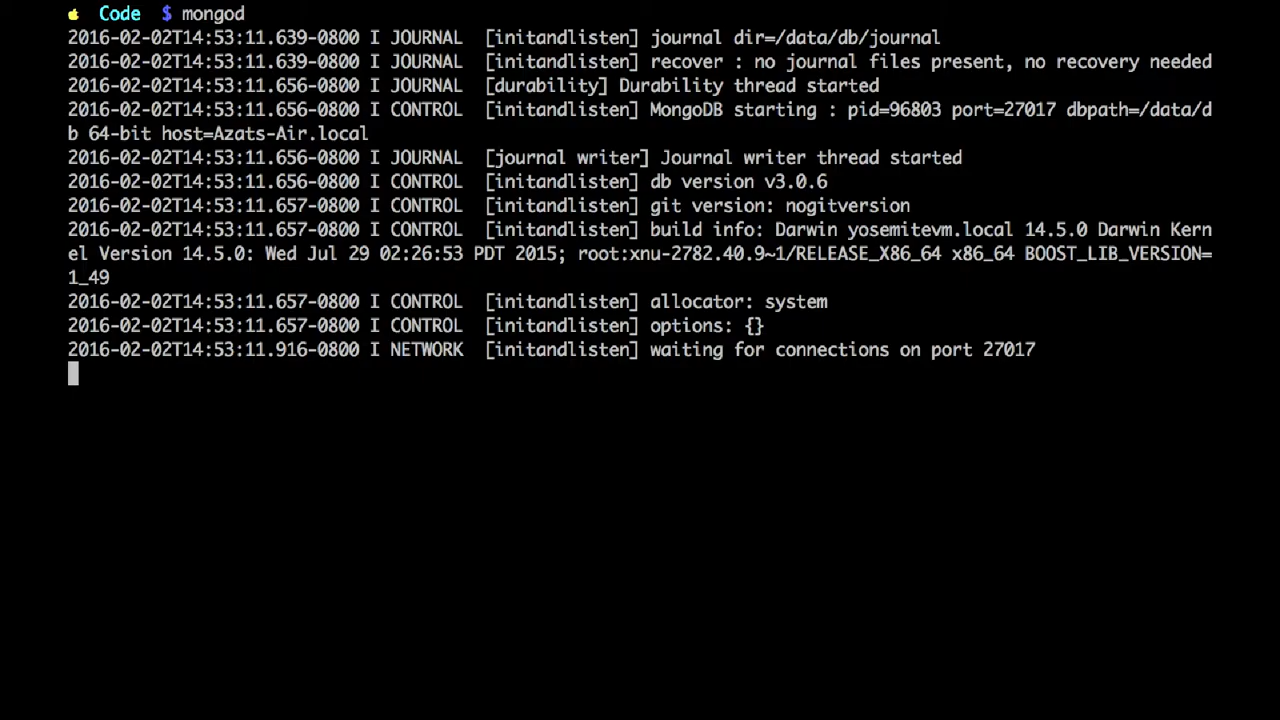 Code $ mongod
2016-02-02T14:53:11.639-0800 I JOURNAL  [initandlisten] journal dir=/data/db/journal
2016-02-02T14:53:11.639-0800 I JOURNAL  [initandlisten] recover : no journal files present, no recovery needed
2016-02-02T14:53:11.656-0800 I JOURNAL  [durability] Durability thread started
2016-02-02T14:53:11.656-0800 I CONTROL  [initandlisten] MongoDB starting : pid=96803 port=27017 dbpath=/data/d
b 64-bit host=Azats-Air.local
2016-02-02T14:53:11.656-0800 I JOURNAL  [journal writer] Journal writer thread started
2016-02-02T14:53:11.656-0800 I CONTROL  [initandlisten] db version v3.0.6
2016-02-02T14:53:11.657-0800 I CONTROL  [initandlisten] git version: nogitversion
2016-02-02T14:53:11.657-0800 I CONTROL  [initandlisten] build info: Darwin yosemitevm.local 14.5.0 Darwin Kern
el Version 14.5.0: Wed Jul 29 02:26:53 PDT 2015; root:xnu-2782.40.9~1/RELEASE_X86_64 x86_64 BOOST_LIB_VERSION=
1_49
2016-02-02T14:53:11.657-0800 I CONTROL  [initandlisten] allocator: system
2016-02-02T14:53:11.657-0800 I CONTROL  [initandlisten] options: {}
2016-02-02T14:53:11.916-0800 I NETWORK  [initandlisten] waiting for connections on port 27017